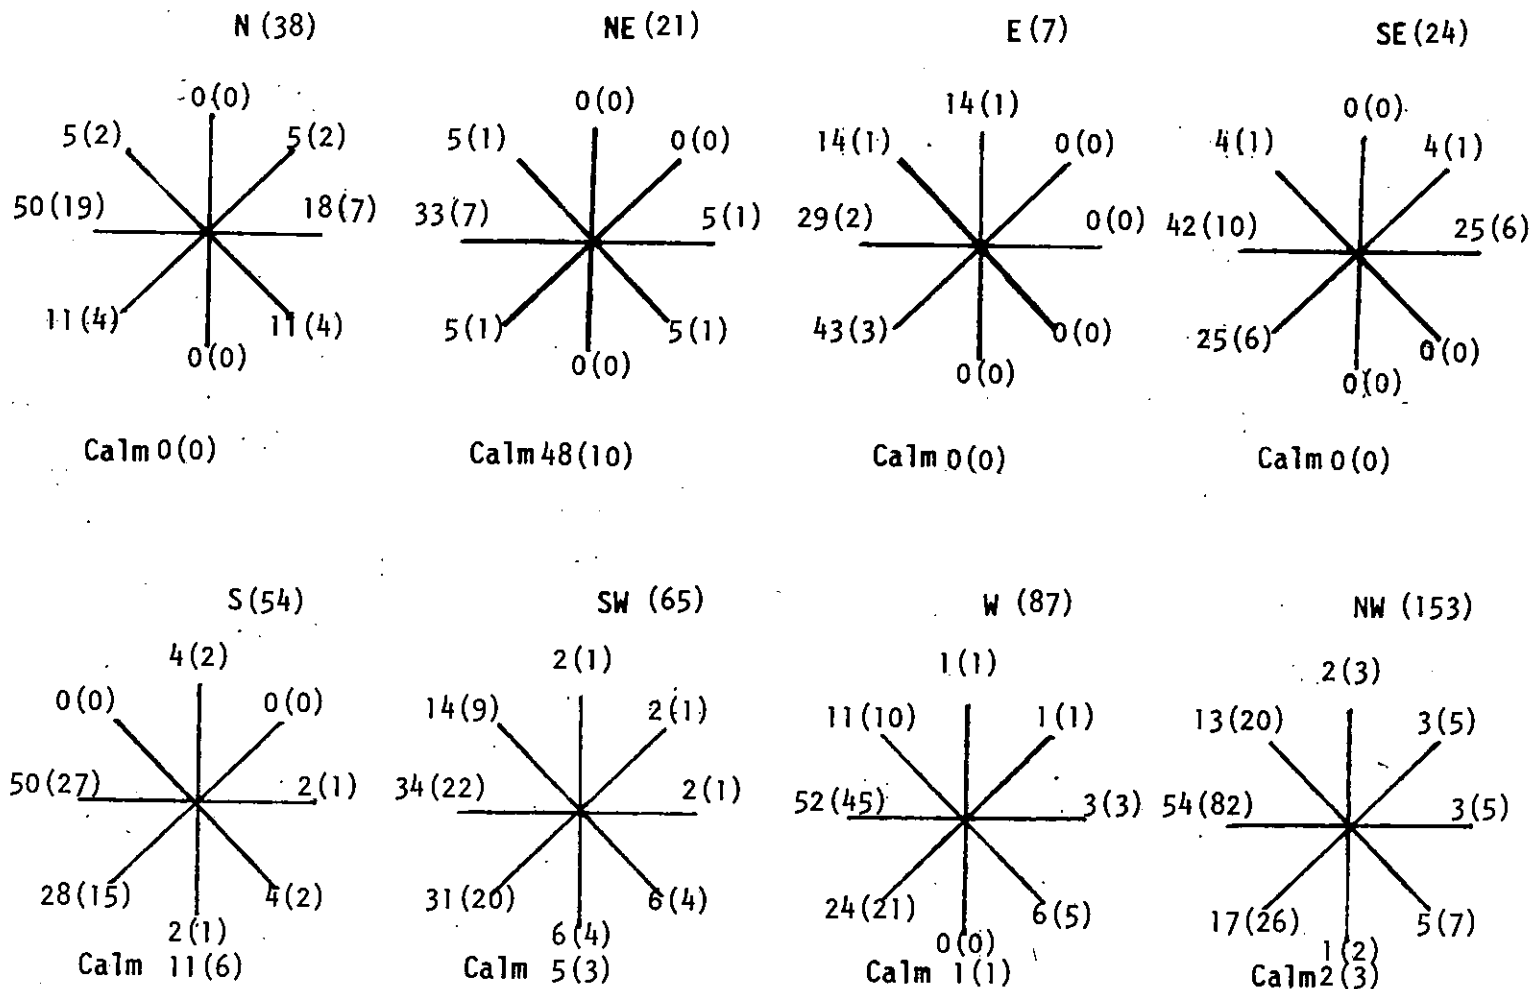 N (38) NE (21) E (7) SE (24)
0(0) 0(0) 14(1) 0(0)
5(2) 5(2) 5(1) 0(0) 14(1) 0(0) 4(1) 4(1)
50(19) 18(7) 33(7) 5(1) 29(2) 0(0) 42(10) 25(6)
11(4) 11(4) 5(1) 5(1) 43(3) 0(0) 25(6) 0(0)
0(0) 0(0) 0(0) 0(0)
Calm 0(0) Calm 48(10) Calm 0(0) Calm 0(0)
S (54) SW (65) W (87) NW (153)
4(2) 2(1) 1(1) 2(3)
0(0) 0(0) 14(9) 2(1) 11(10) 1(1) 13(20) 3(5)
50(27) 2(1) 34(22) 2(1) 52(45) 3(3) 54(82) 3(5)
28(15) 4(2) 31(20) 6(4) 24(21) 6(5) 17(26) 5(7)
2(1) 6(4) 0(0) 1(2)
Calm 11(6) Calm 5(3) Calm 1(1) Calm 2(3)